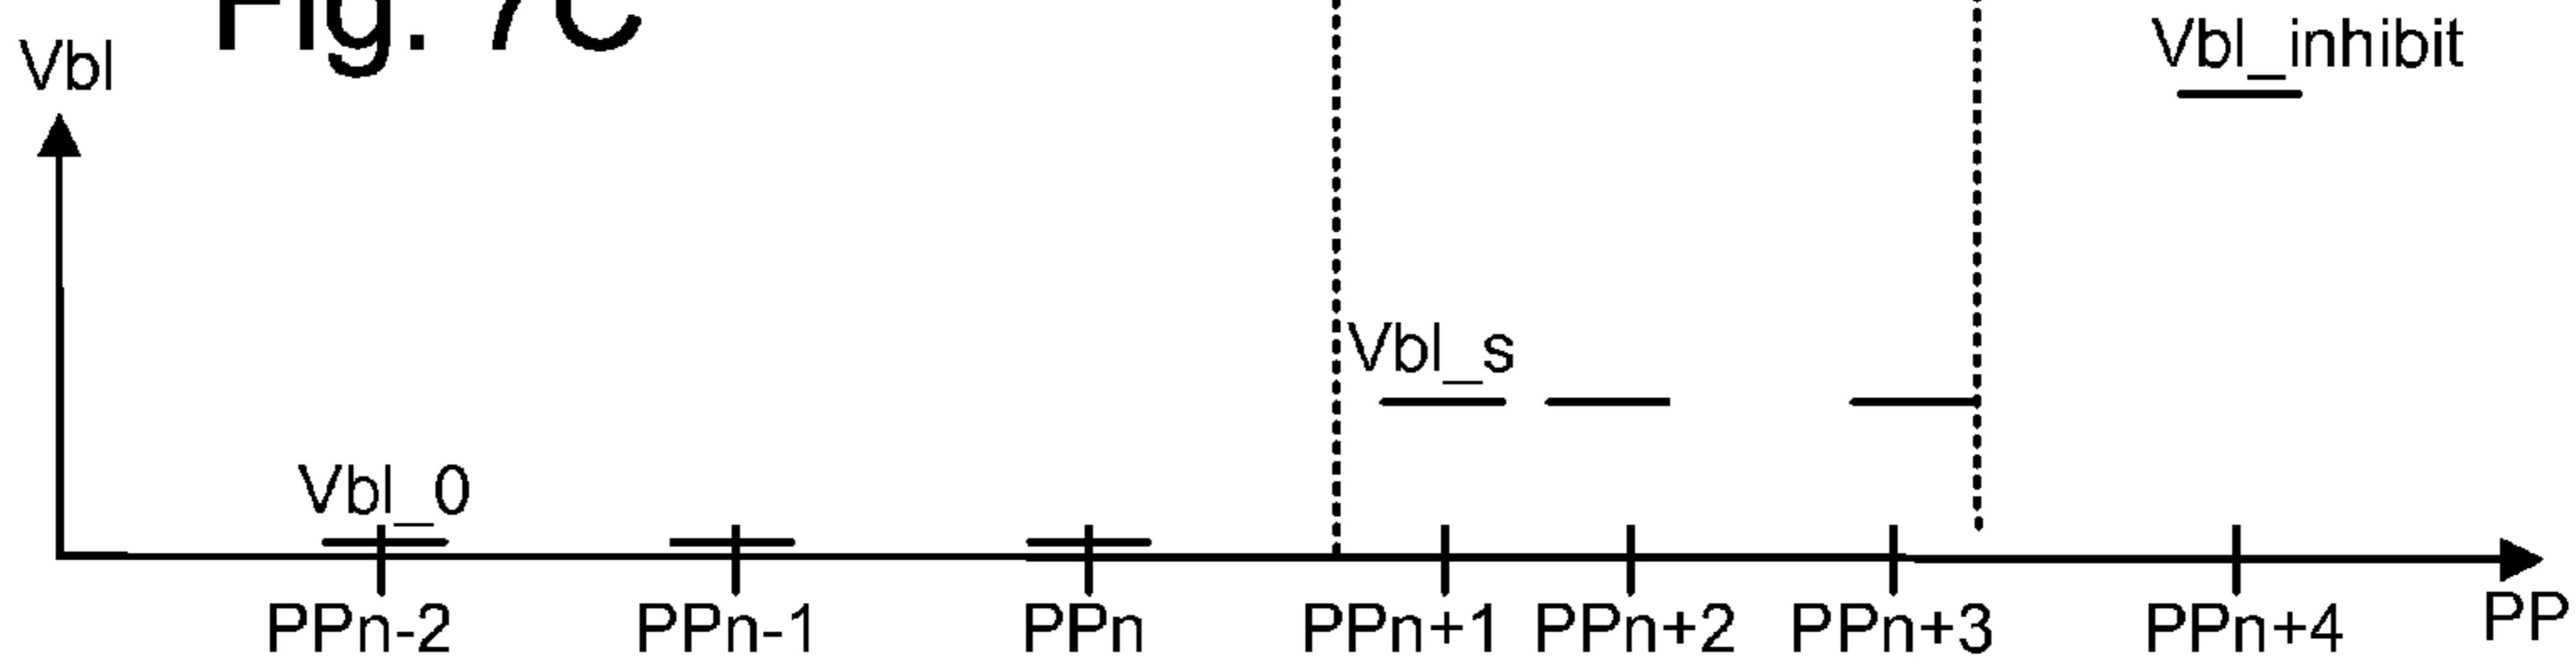 Fig. 7C
Vbl
Vbl_inhibit
Vbl_s
Vbl_0
PPn-2 PPn-1 PPn PPn+1 PPn+2 PPn+3 PPn+4 PP